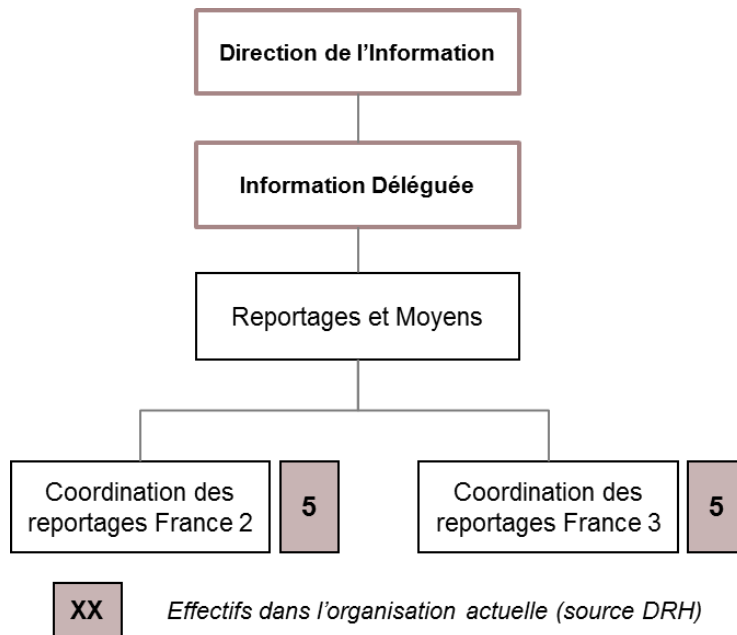 Direction de l'Information
Information Déléguée
Reportages et Moyens
Coordination des
reportages France 2
5
Coordination des
reportages France 3
5
XX
Effectifs dans l'organisation actuelle (source DRH)